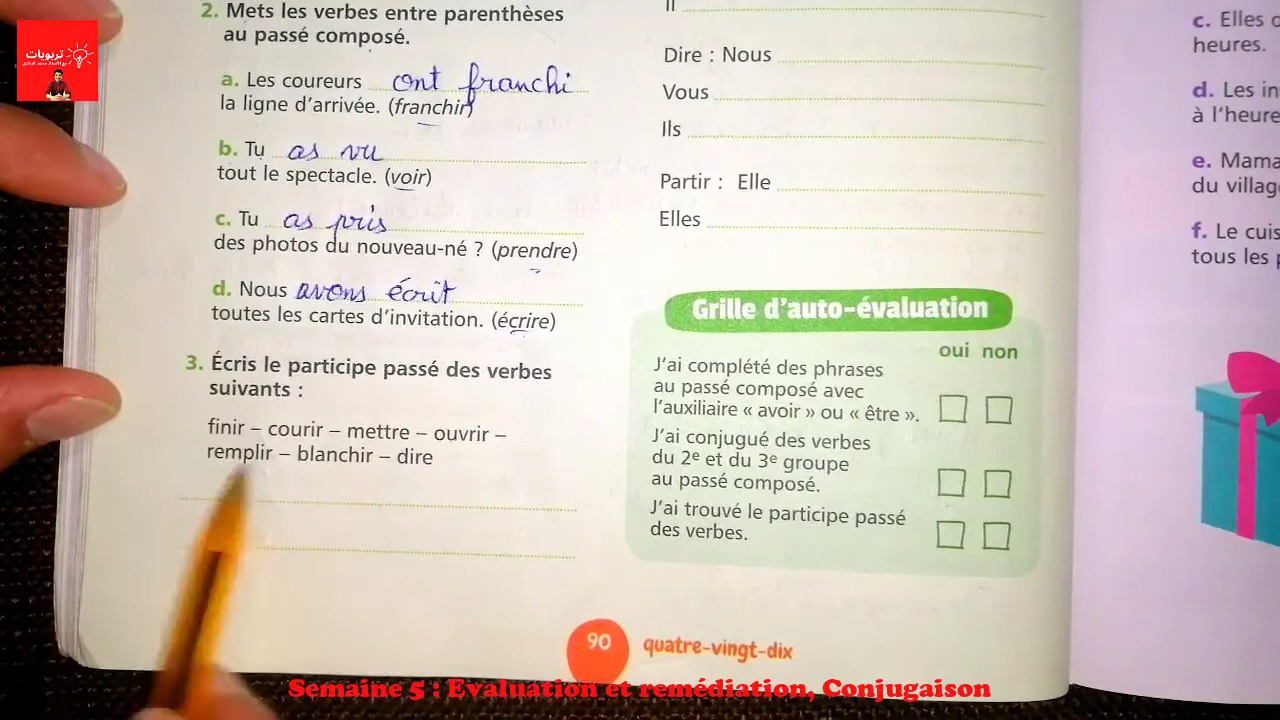 تربويات
2. Mets les verbes entre parenthèses
au passé composé.
a. Les coureurs ont franchi
la ligne d'arrivée. (franchir)
b. Tu as vu
tout le spectacle. (voir)
c. Tu as pris
des photos du nouveau-né ? (prendre)
d. Nous avons écrit
toutes les cartes d'invitation. (écrire)
3. Écris le participe passé des verbes
suivants :
finir – courir – mettre – ouvrir –
remplir – blanchir – dire
Il
Dire : Nous
Vous
Ils
Partir : Elle
Elles
Grille d'auto-évaluation
oui non
J'ai complété des phrases
au passé composé avec
l'auxiliaire « avoir » ou « être ».
J'ai conjugué des verbes
du 2e et du 3e groupe
au passé composé.
J'ai trouvé le participe passé
des verbes.
90 quatre-vingt-dix
c. Elles
heures.
d. Les
à l'heure
e. Mama
du villag
f. Le
tous les
Semaine 5 : Evaluation et remédiation, Conjugaison